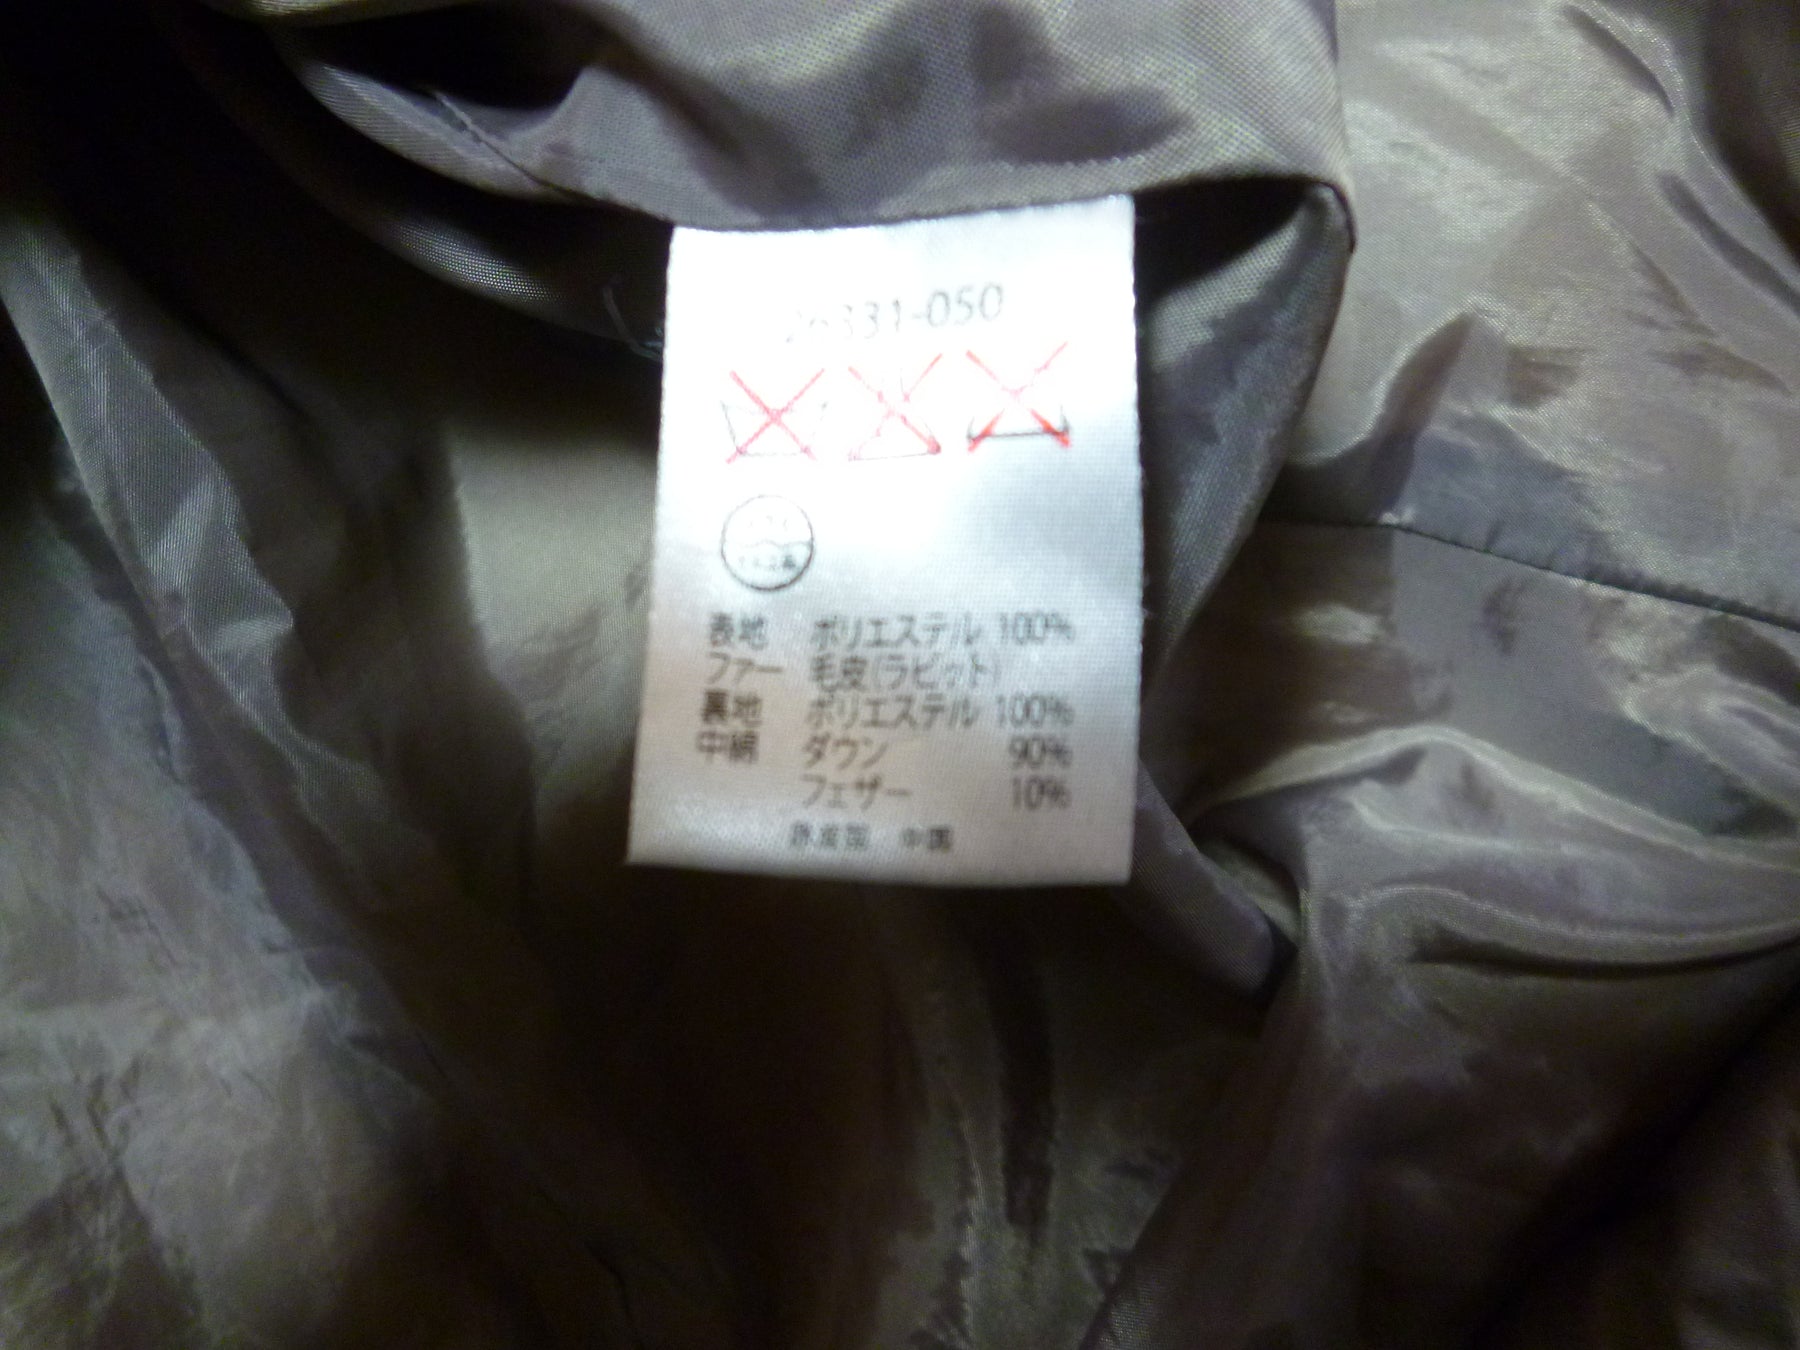 26331-050
表地 ポリエステル 100%
ファー 毛皮(ラビット)
裏地 ポリエステル 100%
中綿 ダウン 90%
フェザー 10%
原産国 中国